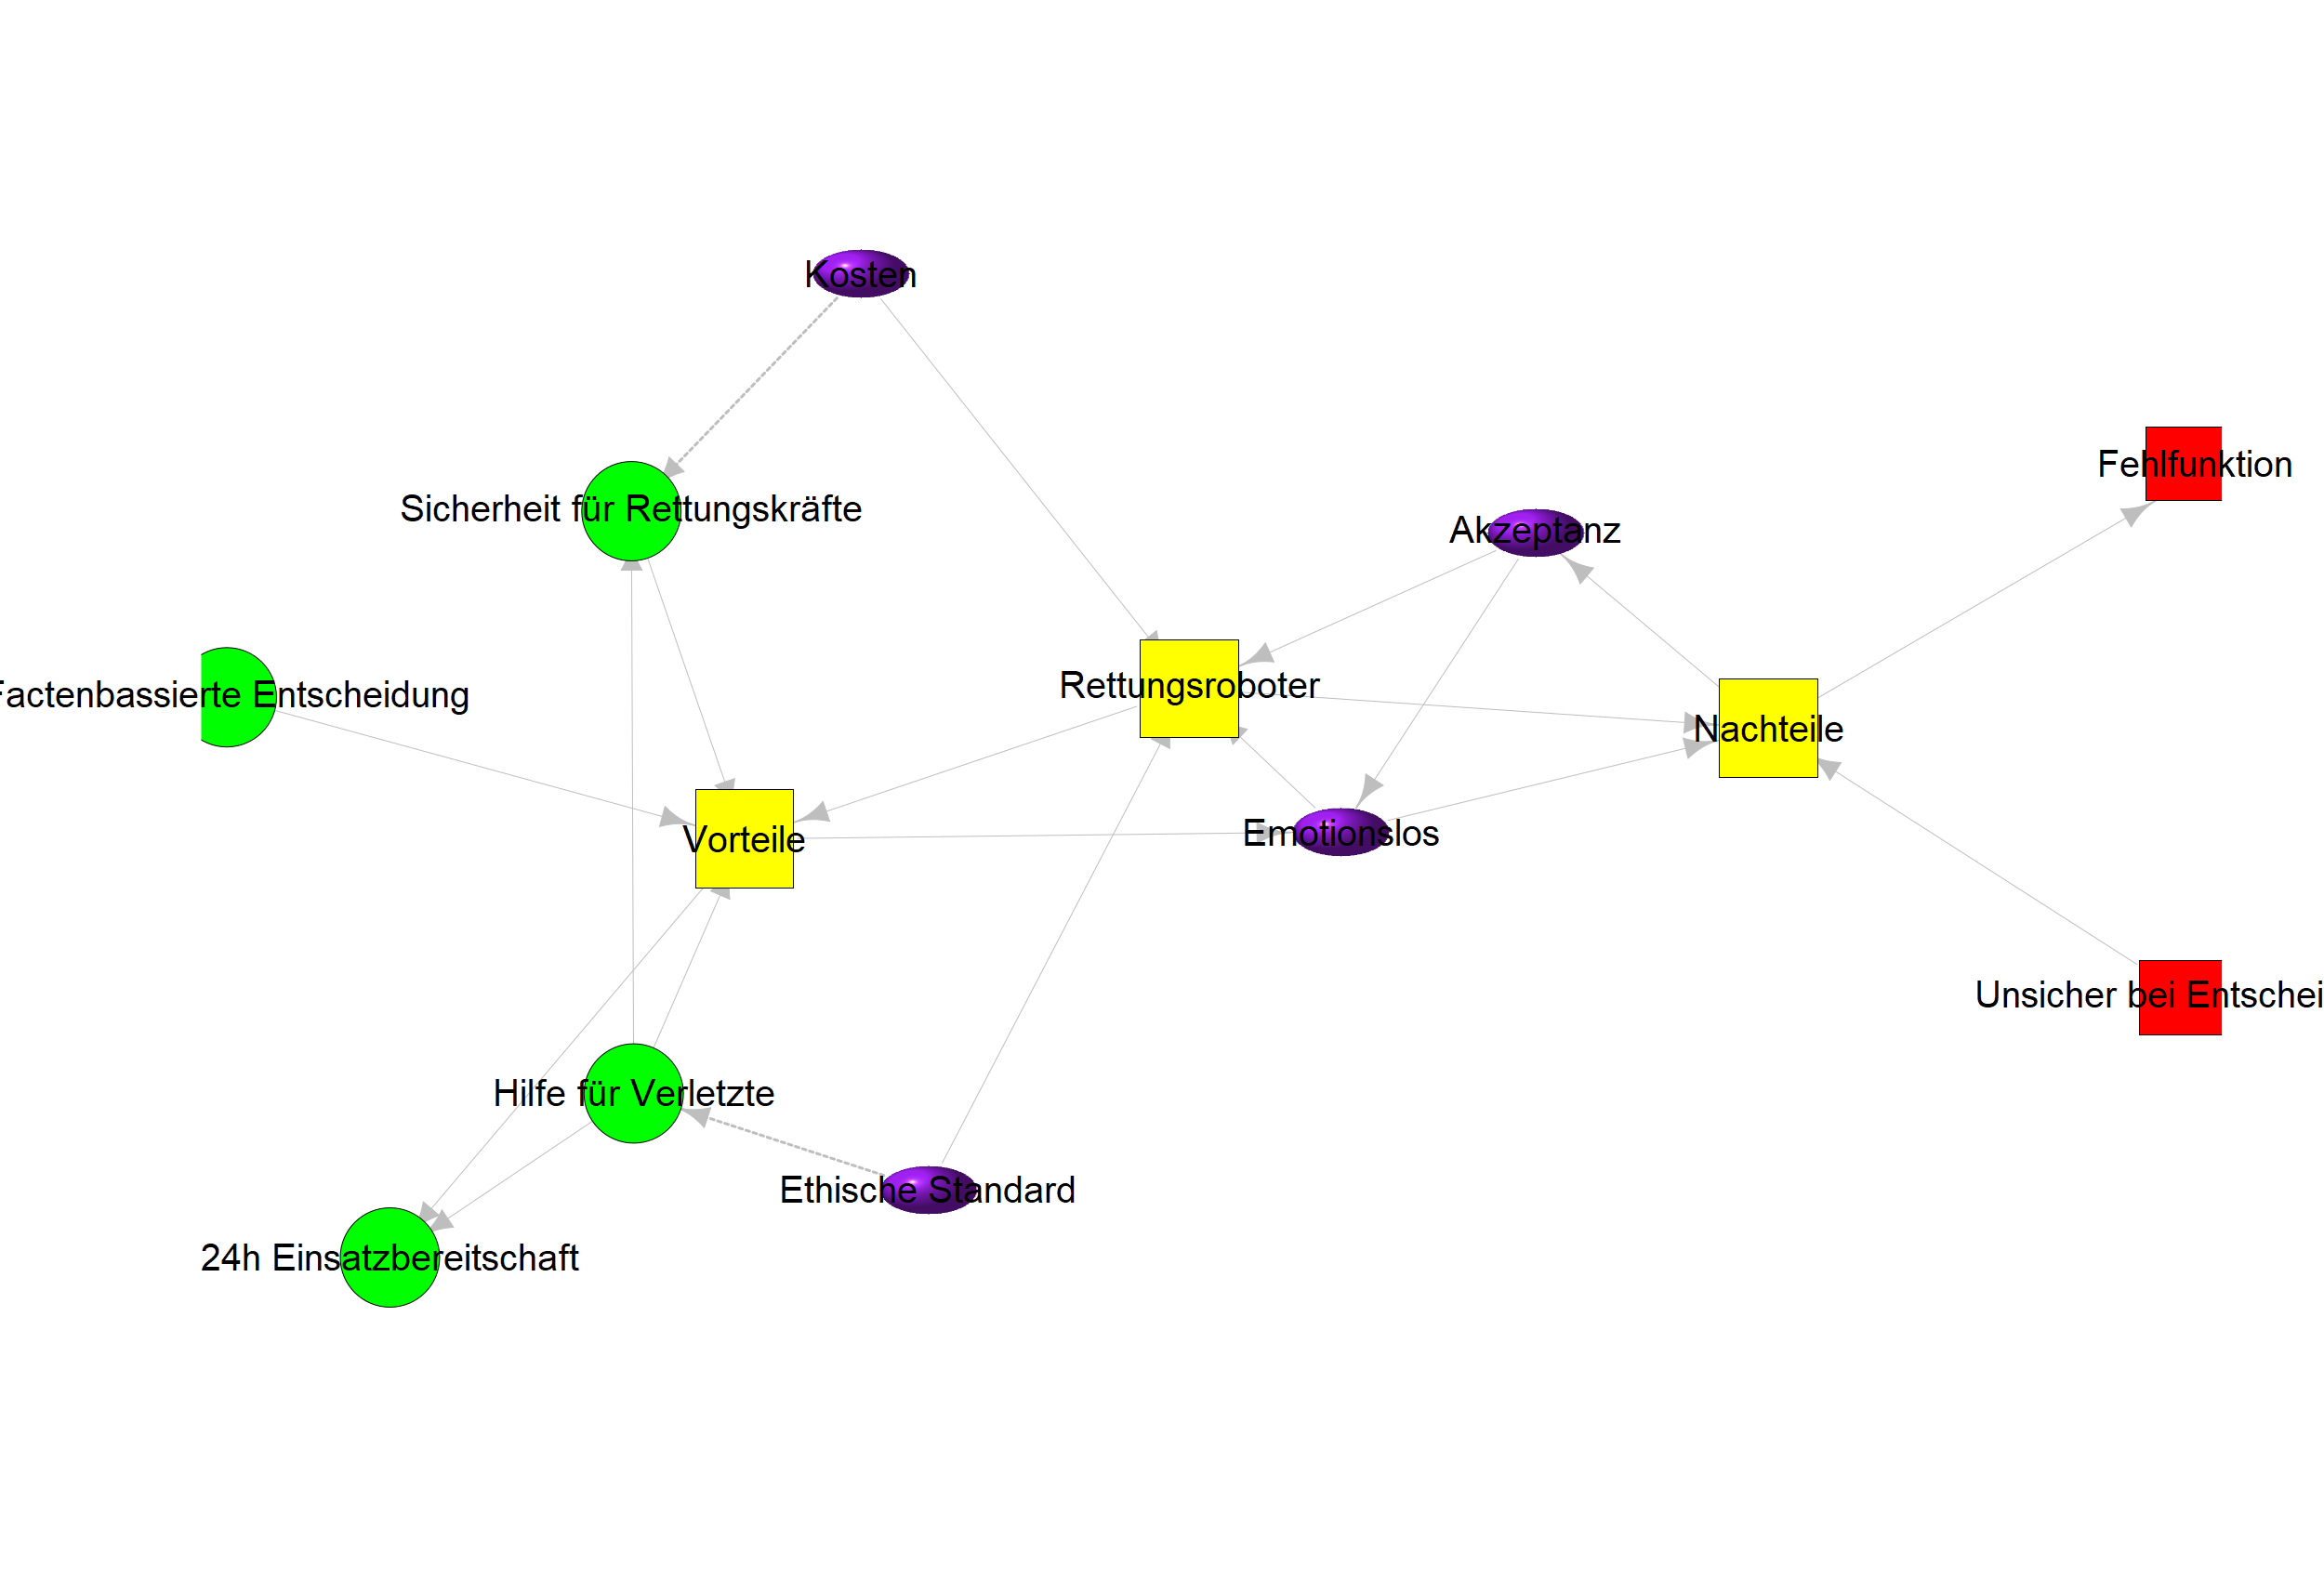 Kosten
Fehlfunktion
Sicherheit für Rettungskräfte
Akzeptanz
Factenbassierte Entscheidung
Rettungsroboter
Nachteile
Vorteile
Emotionslos
Unsicher bei Entschei
Hilfe für Verletzte
Ethische Standard
24h Einsatzbereitschaft